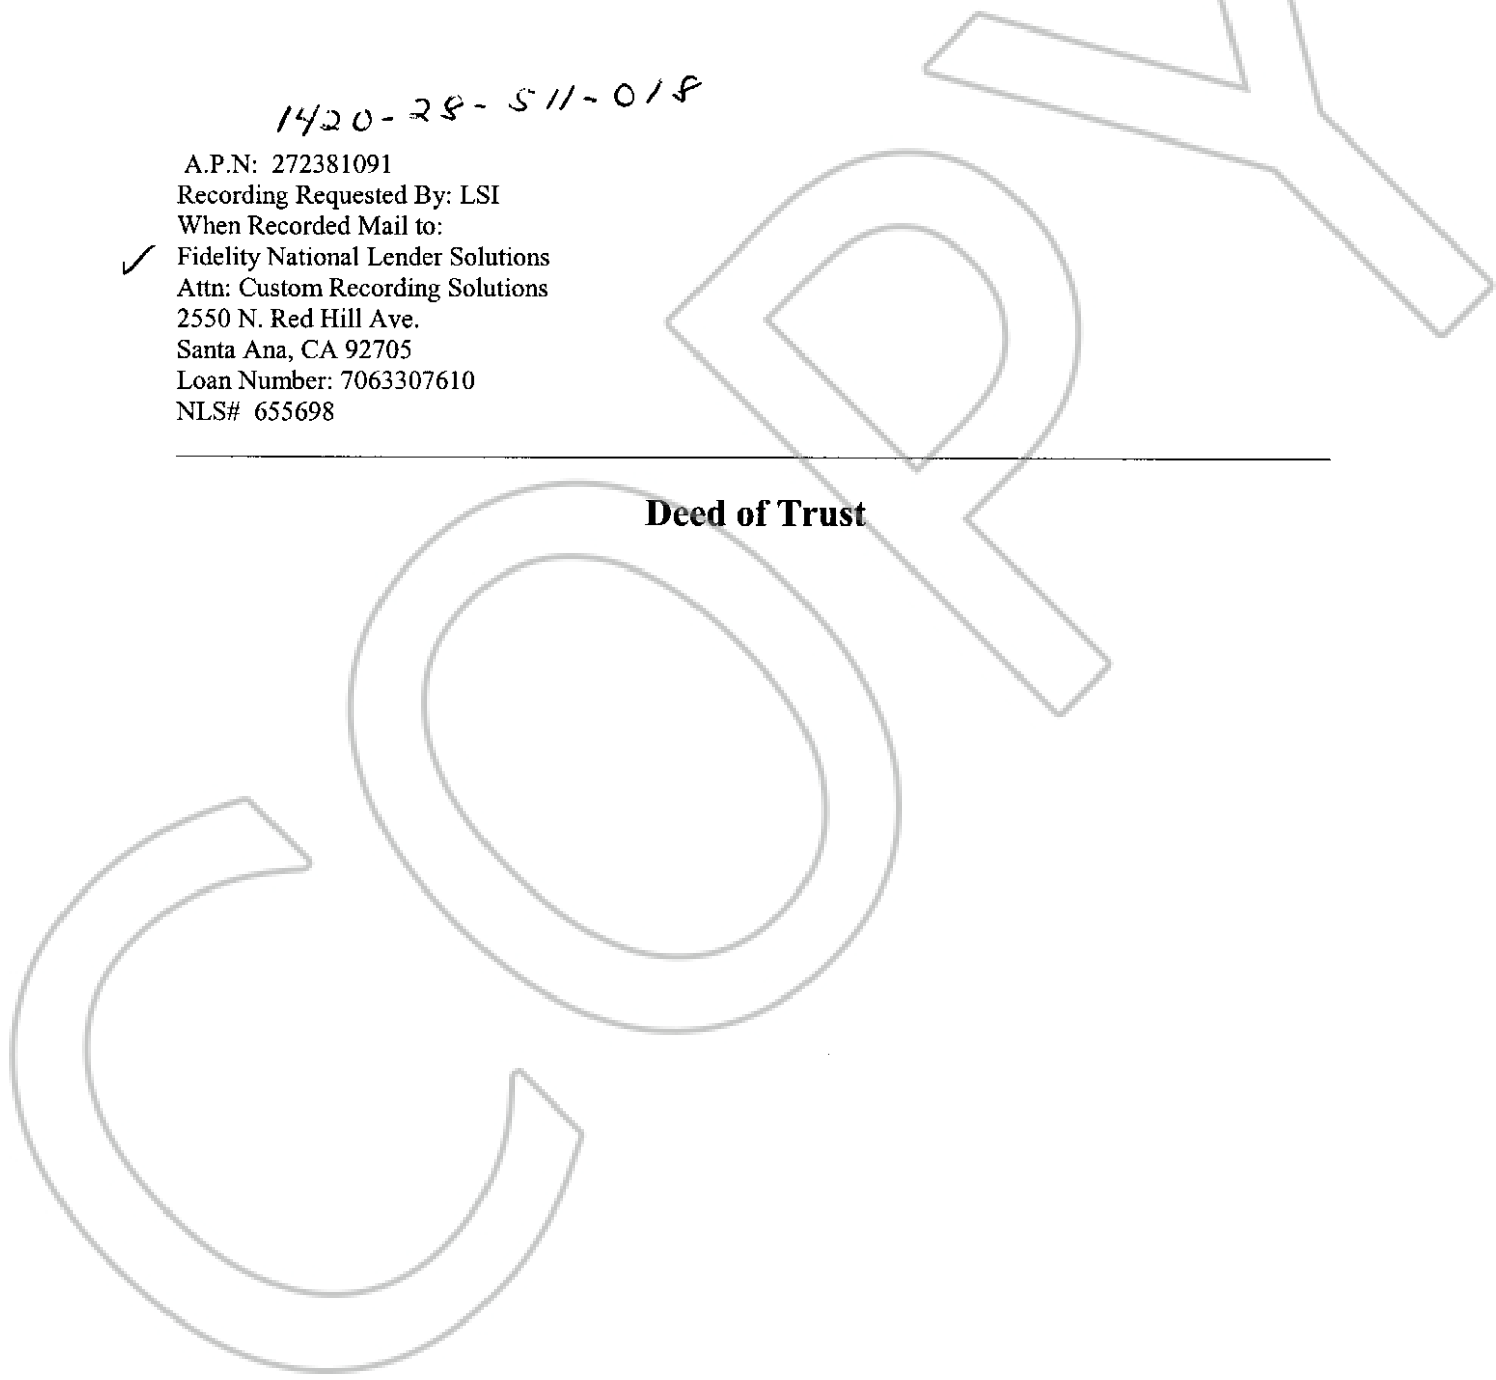 1420-28-511-018
A.P.N: 272381091
Recording Requested By: LSI
When Recorded Mail to:
✓ Fidelity National Lender Solutions
Attn: Custom Recording Solutions
2550 N. Red Hill Ave.
Santa Ana, CA 92705
Loan Number: 7063307610
NLS# 655698
Deed of Trust
COPY